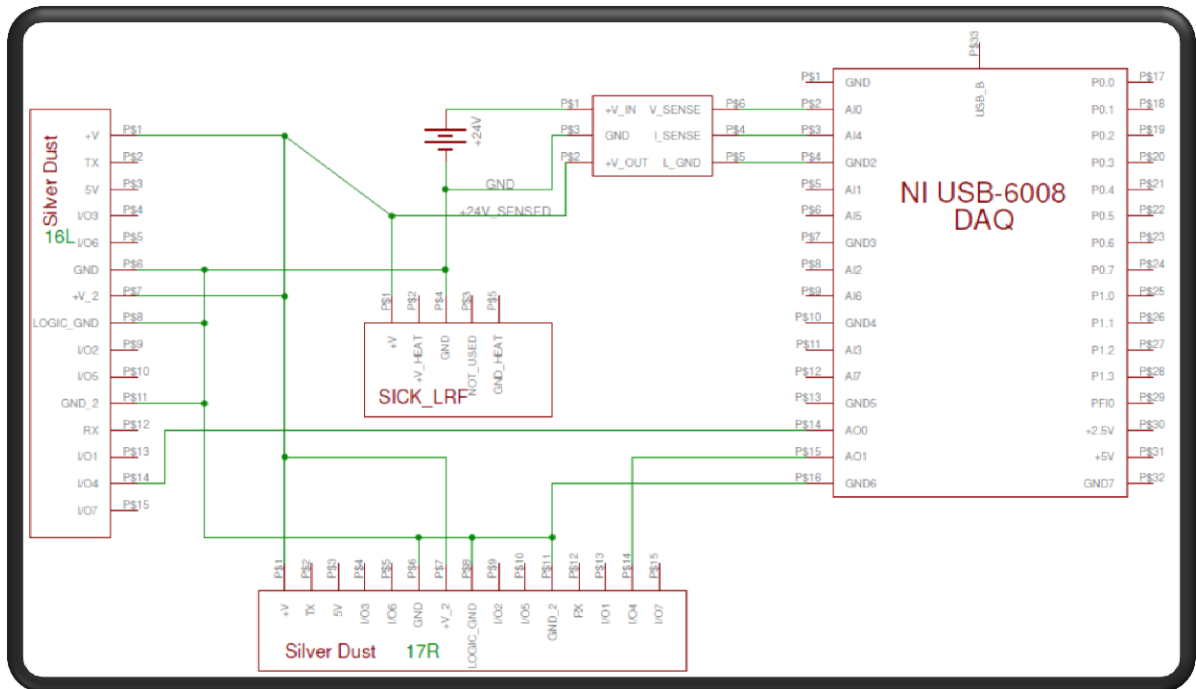 Silver Dust
16L
+V P$1
TX P$2
5V P$3
I/O3 P$4
I/O6 P$5
GND P$6
+V_2 P$7
LOGIC_GND P$8
I/O2 P$9
I/O5 P$10
GND_2 P$11
RX P$12
I/O1 P$13
I/O4 P$14
I/O7 P$15
+24V
GND
+24V_SENSED
P$1 +V_IN V_SENSE P$6
P$3 GND I_SENSE P$4
P$2 +V_OUT L_GND P$5
P$1 P$2 P$4 P$3 P$5
+V +V_HEAT GND NOT_USED GND_HEAT
SICK_LRF
P$33
USB_B
NI USB-6008
DAQ
P$1 GND P0.0 P$17
P$2 AI0 P0.1 P$18
P$3 AI4 P0.2 P$19
P$4 GND2 P0.3 P$20
P$5 AI1 P0.4 P$21
P$6 AI5 P0.5 P$22
P$7 GND3 P0.6 P$23
P$8 AI2 P0.7 P$24
P$9 AI6 P1.0 P$25
P$10 GND4 P1.1 P$26
P$11 AI3 P1.2 P$27
P$12 AI7 P1.3 P$28
P$13 GND5 PFI0 P$29
P$14 AO0 +2.5V P$30
P$15 AO1 +5V P$31
P$16 GND6 GND7 P$32
P$1 P$2 P$3 P$4 P$5 P$6 P$7 P$8 P$9 P$10 P$11 P$12 P$13 P$14 P$15
+V TX 5V I/O3 I/O6 GND +V_2 LOGIC_GND I/O2 I/O5 GND_2 RX I/O1 I/O4 I/O7
Silver Dust 17R